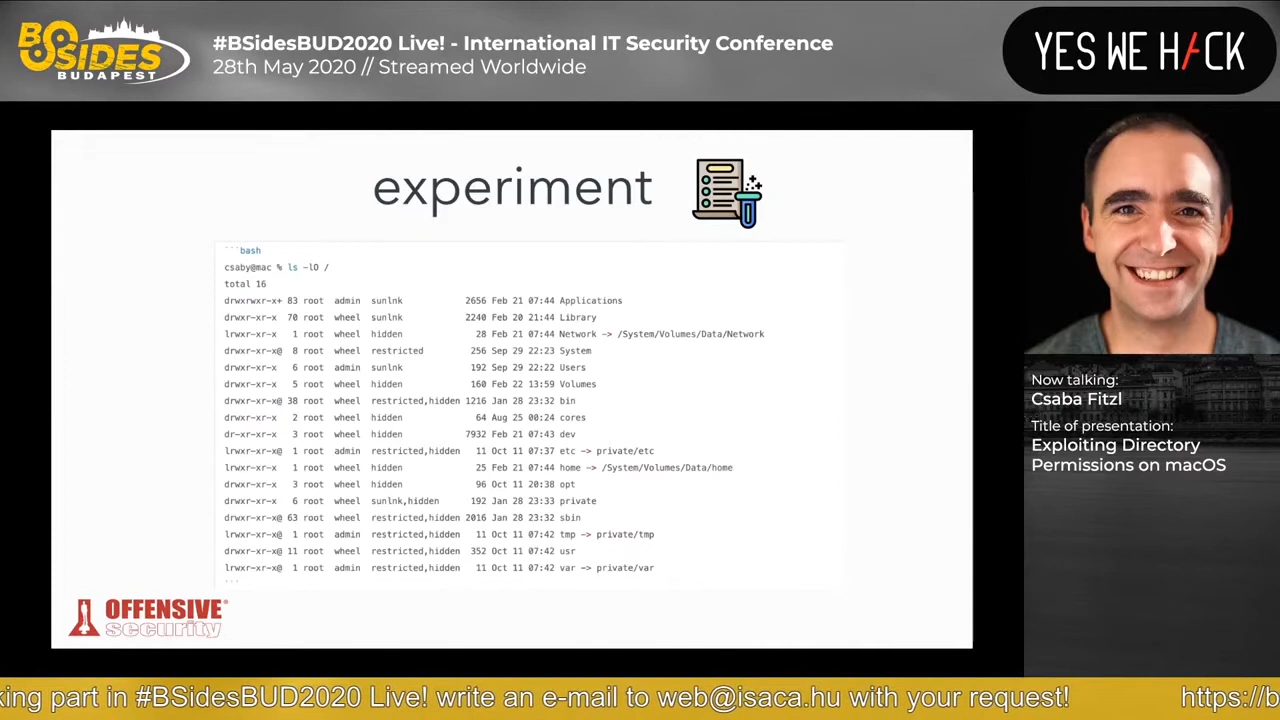 BSIDES
BUDAPEST
#BSidesBUD2020 Live! - International IT Security Conference
28th May 2020 // Streamed Worldwide
YES WE H/CK
experiment
```bash
csaby@mac % ls -lO /
total 16
drwxrwxr-x+ 83 root  admin  sunlnk            2656 Feb 21 07:44 Applications
drwxr-xr-x  70 root  wheel  sunlnk            2240 Feb 20 21:44 Library
lrwxr-xr-x   1 root  wheel  hidden              28 Feb 21 07:44 Network -> /System/Volumes/Data/Network
drwxr-xr-x@  8 root  wheel  restricted         256 Sep 29 22:23 System
drwxr-xr-x   6 root  admin  sunlnk             192 Sep 29 22:22 Users
drwxr-xr-x   5 root  wheel  hidden             160 Feb 22 13:59 Volumes
drwxr-xr-x@ 38 root  wheel  restricted,hidden 1216 Jan 28 23:32 bin
drwxr-xr-x   2 root  wheel  hidden              64 Aug 25 00:24 cores
dr-xr-xr-x   3 root  wheel  hidden            7932 Feb 21 07:43 dev
lrwxr-xr-x@  1 root  admin  restricted,hidden   11 Oct 11 07:37 etc -> private/etc
lrwxr-xr-x   1 root  wheel  hidden              25 Feb 21 07:44 home -> /System/Volumes/Data/home
drwxr-xr-x   3 root  wheel  hidden              96 Oct 11 20:38 opt
drwxr-xr-x   6 root  wheel  sunlnk,hidden      192 Jan 28 23:33 private
drwxr-xr-x@ 63 root  wheel  restricted,hidden 2016 Jan 28 23:32 sbin
lrwxr-xr-x@  1 root  admin  restricted,hidden   11 Oct 11 07:42 tmp -> private/tmp
drwxr-xr-x@ 11 root  wheel  restricted,hidden  352 Oct 11 07:42 usr
lrwxr-xr-x@  1 root  admin  restricted,hidden   11 Oct 11 07:42 var -> private/var
```
OFFENSIVE®
security
Now talking:
Csaba Fitzl
Title of presentation:
Exploiting Directory
Permissions on macOS
king part in #BSidesBUD2020 Live! write an e-mail to web@isaca.hu with your request! https://b